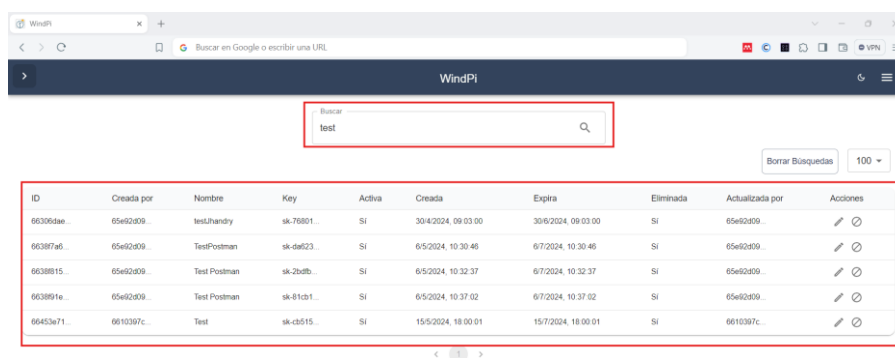 WindPi
Buscar en Google o escribir una URL
VPN
WindPi
Buscar
test
Borrar Búsquedas
100
ID Creada por Nombre Key Activa Creada Expira Eliminada Actualizada por Acciones
66306dae... 65e92d09... testJhandry sk-76801... Sí 30/4/2024, 09:03:00 30/6/2024, 09:03:00 Sí 65e92d09...
6638f7a6... 65e92d09... TestPostman sk-da623... Sí 6/5/2024, 10:30:46 6/7/2024, 10:30:46 Sí 65e92d09...
6638f815... 65e92d09... Test Postman sk-2bdfb... Sí 6/5/2024, 10:32:37 6/7/2024, 10:32:37 Sí 65e92d09...
6638f91e... 65e92d09... Test Postman sk-81cb1... Sí 6/5/2024, 10:37:02 6/7/2024, 10:37:02 Sí 65e92d09...
66453e71... 6610397c... Test sk-cb515... Sí 15/5/2024, 18:00:01 15/7/2024, 18:00:01 Sí 6610397c...
1